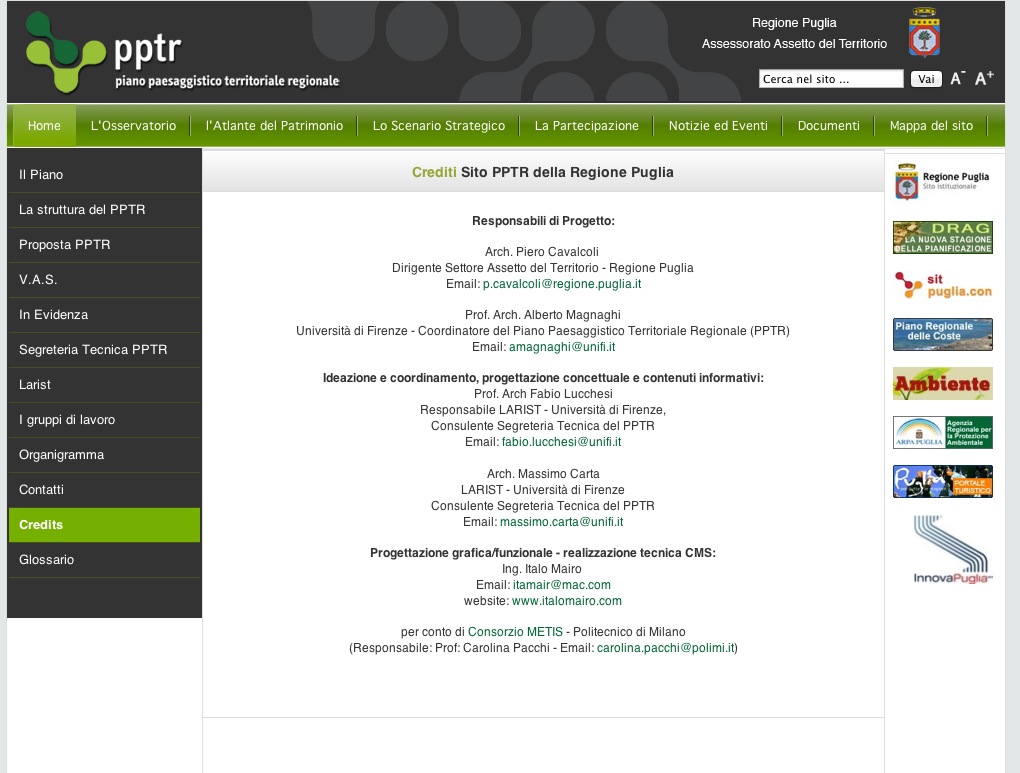 pptr
piano paesaggistico territoriale regionale
Regione Puglia
Assessorato Assetto del Territorio
Cerca nel sito ...
Vai
A-
A+
Home
L'Osservatorio
l'Atlante del Patrimonio
Lo Scenario Strategico
La Partecipazione
Notizie ed Eventi
Documenti
Mappa del sito
Il Piano
La struttura del PPTR
Proposta PPTR
V.A.S.
In Evidenza
Segreteria Tecnica PPTR
Larist
I gruppi di lavoro
Organigramma
Contatti
Credits
Glossario
Crediti Sito PPTR della Regione Puglia
Responsabili di Progetto:
Arch. Piero Cavalcoli
Dirigente Settore Assetto del Territorio - Regione Puglia
Email: p.cavalcoli@regione.puglia.it
Prof. Arch. Alberto Magnaghi
Università di Firenze - Coordinatore del Piano Paesaggistico Territoriale Regionale (PPTR)
Email: amagnaghi@unifi.it
Ideazione e coordinamento, progettazione concettuale e contenuti informativi:
Prof. Arch Fabio Lucchesi
Responsabile LARIST - Università di Firenze,
Consulente Segreteria Tecnica del PPTR
Email: fabio.lucchesi@unifi.it
Arch. Massimo Carta
LARIST - Università di Firenze
Consulente Segreteria Tecnica del PPTR
Email: massimo.carta@unifi.it
Progettazione grafica/funzionale - realizzazione tecnica CMS:
Ing. Italo Mairo
Email: itamair@mac.com
website: www.italomairo.com
per conto di Consorzio METIS - Politecnico di Milano
(Responsabile: Prof: Carolina Pacchi - Email: carolina.pacchi@polimi.it)
Regione Puglia
Sito Istituzionale
DRAG
LA NUOVA STAGIONE
DELLA PIANIFICAZIONE
sit
puglia.con
Piano Regionale
delle Coste
Ambiente
ARPA PUGLIA
Agenzia
Regionale per
la Protezione
Ambientale
Puglia
PORTALE
TURISTICO
InnovaPuglia